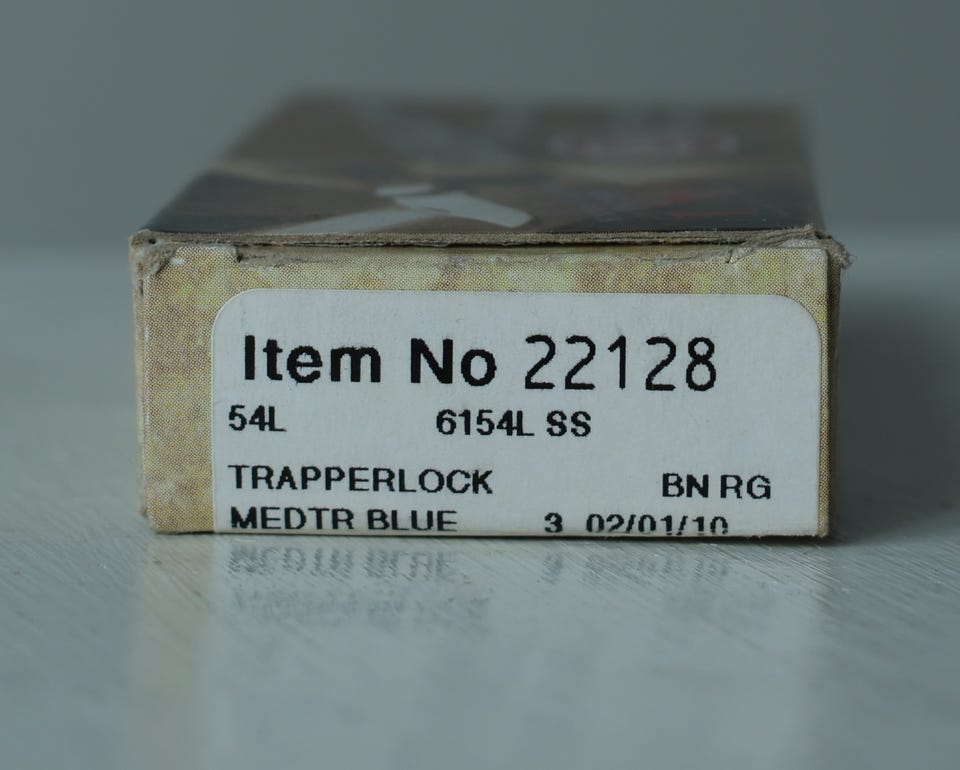 Item No 22128
54L 6154L SS
TRAPPERLOCK BN RG
MEDTR BLUE 3 02/01/10